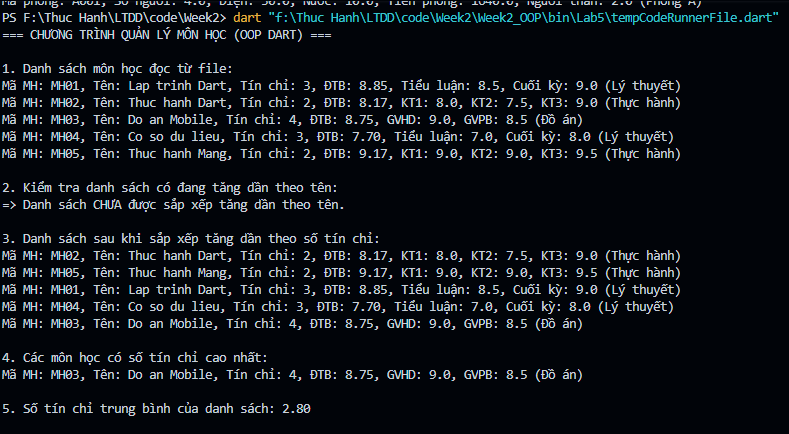 Mã phòng: A001, Số người: 4.0, Điện: 50.0, Nước: 10.0, Tiền phòng: 1040.0, Người thân: 2.0 (Phòng A)
PS F:\Thuc Hanh\LTDD\code\Week2> dart "f:\Thuc Hanh\LTDD\code\Week2\Week2_OOP\bin\Lab5\tempCodeRunnerFile.dart"
=== CHƯƠNG TRÌNH QUẢN LÝ MÔN HỌC (OOP DART) ===
1. Danh sách môn học đọc từ file:
Mã MH: MH01, Tên: Lap trinh Dart, Tín chỉ: 3, ĐTB: 8.85, Tiểu luận: 8.5, Cuối kỳ: 9.0 (Lý thuyết)
Mã MH: MH02, Tên: Thuc hanh Dart, Tín chỉ: 2, ĐTB: 8.17, KT1: 8.0, KT2: 7.5, KT3: 9.0 (Thực hành)
Mã MH: MH03, Tên: Do an Mobile, Tín chỉ: 4, ĐTB: 8.75, GVHD: 9.0, GVPB: 8.5 (Đồ án)
Mã MH: MH04, Tên: Co so du lieu, Tín chỉ: 3, ĐTB: 7.70, Tiểu luận: 7.0, Cuối kỳ: 8.0 (Lý thuyết)
Mã MH: MH05, Tên: Thuc hanh Mang, Tín chỉ: 2, ĐTB: 9.17, KT1: 9.0, KT2: 9.0, KT3: 9.5 (Thực hành)
2. Kiểm tra danh sách có đang tăng dần theo tên:
=> Danh sách CHƯA được sắp xếp tăng dần theo tên.
3. Danh sách sau khi sắp xếp tăng dần theo số tín chỉ:
Mã MH: MH02, Tên: Thuc hanh Dart, Tín chỉ: 2, ĐTB: 8.17, KT1: 8.0, KT2: 7.5, KT3: 9.0 (Thực hành)
Mã MH: MH05, Tên: Thuc hanh Mang, Tín chỉ: 2, ĐTB: 9.17, KT1: 9.0, KT2: 9.0, KT3: 9.5 (Thực hành)
Mã MH: MH01, Tên: Lap trinh Dart, Tín chỉ: 3, ĐTB: 8.85, Tiểu luận: 8.5, Cuối kỳ: 9.0 (Lý thuyết)
Mã MH: MH04, Tên: Co so du lieu, Tín chỉ: 3, ĐTB: 7.70, Tiểu luận: 7.0, Cuối kỳ: 8.0 (Lý thuyết)
Mã MH: MH03, Tên: Do an Mobile, Tín chỉ: 4, ĐTB: 8.75, GVHD: 9.0, GVPB: 8.5 (Đồ án)
4. Các môn học có số tín chỉ cao nhất:
Mã MH: MH03, Tên: Do an Mobile, Tín chỉ: 4, ĐTB: 8.75, GVHD: 9.0, GVPB: 8.5 (Đồ án)
5. Số tín chỉ trung bình của danh sách: 2.80